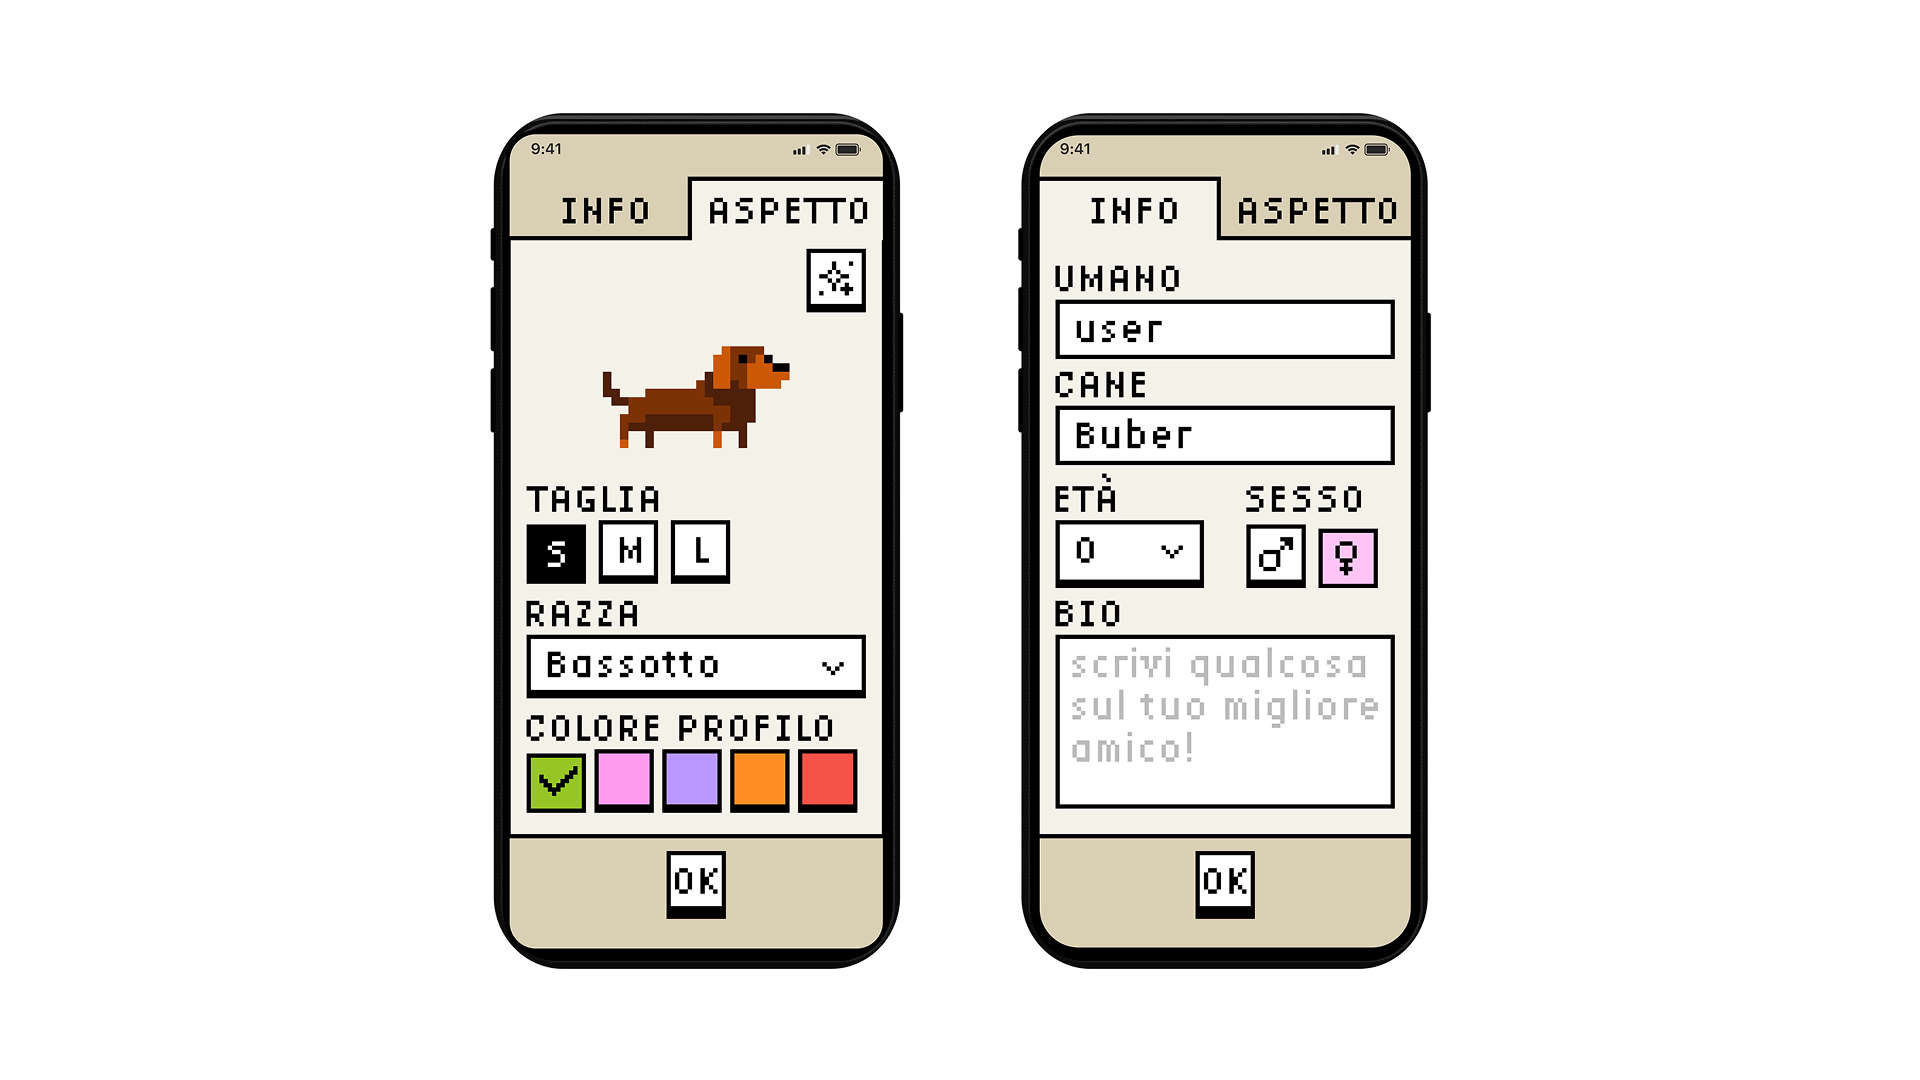 9:41
INFO ASPETTO
TAGLIA
S M L
RAZZA
Bassotto
COLORE PROFILO
OK
9:41
INFO ASPETTO
UMANO
user
CANE
Buber
ETÀ SESSO
0
BIO
scrivi qualcosa
sul tuo migliore
amico!
OK